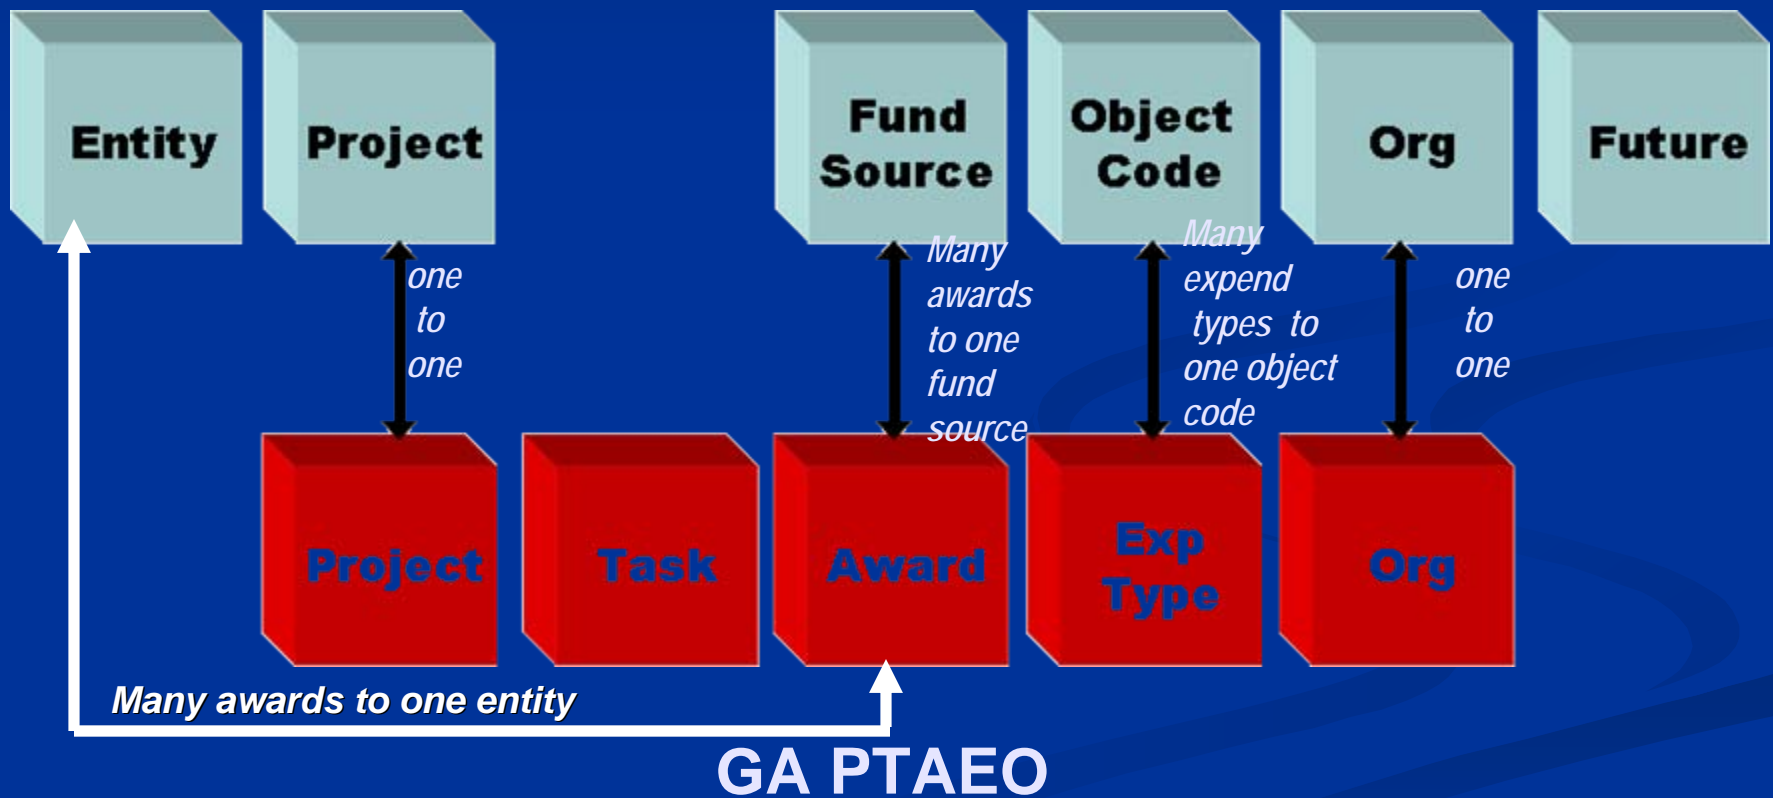 Entity
Project
Fund
Source
Object
Code
Org
Future
one
to
one
Many
awards
to one
fund
source
Many
expend
types to
one object
code
one
to
one
Project
Task
Award
Exp
Type
Org
Many awards to one entity
GA PTAEO